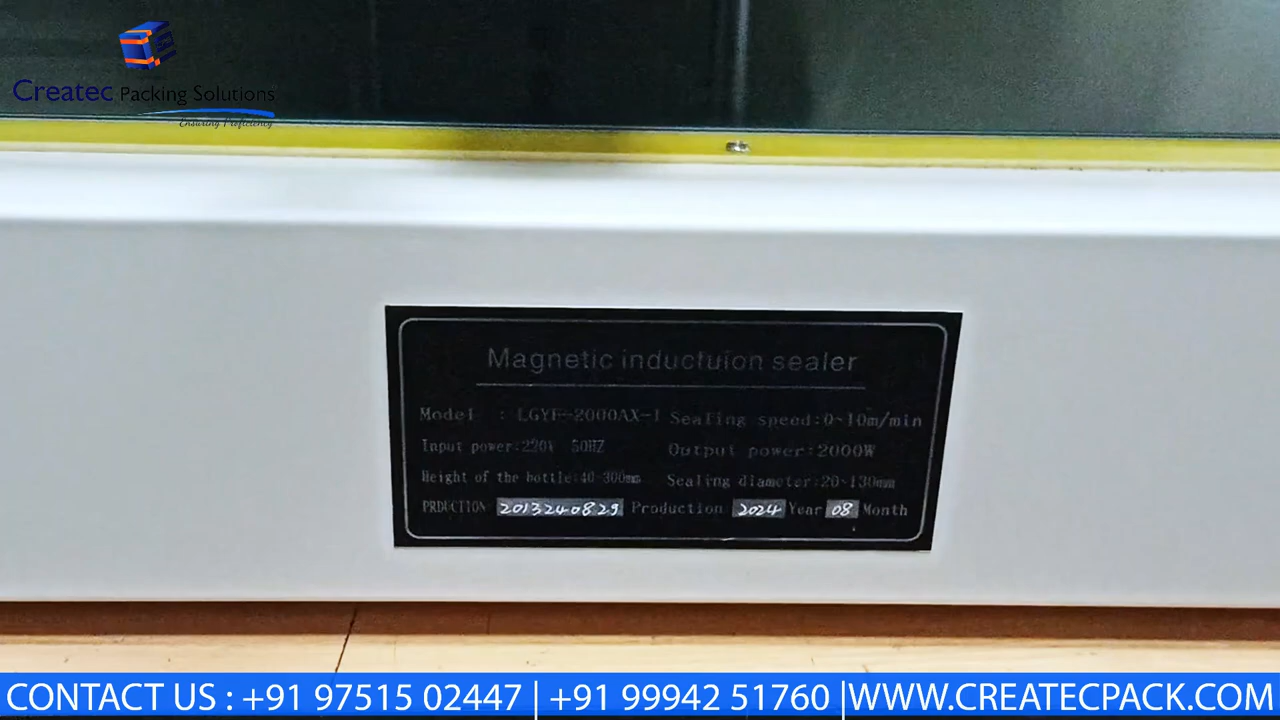 Createc Packing Solutions
Ensuring Proficiency
Magnetic inductuion sealer
Model : LGYF-2000AX-I Sealing speed:0~10m/min
Input power:220V 50HZ Output power:2000W
Height of the bottle:40-300mm Sealing diameter:20~130mm
PRDUCTION 2013240829 Production 2024 Year 08 Month
CONTACT US : +91 97515 02447 | +91 99942 51760 |WWW.CREATECPACK.COM